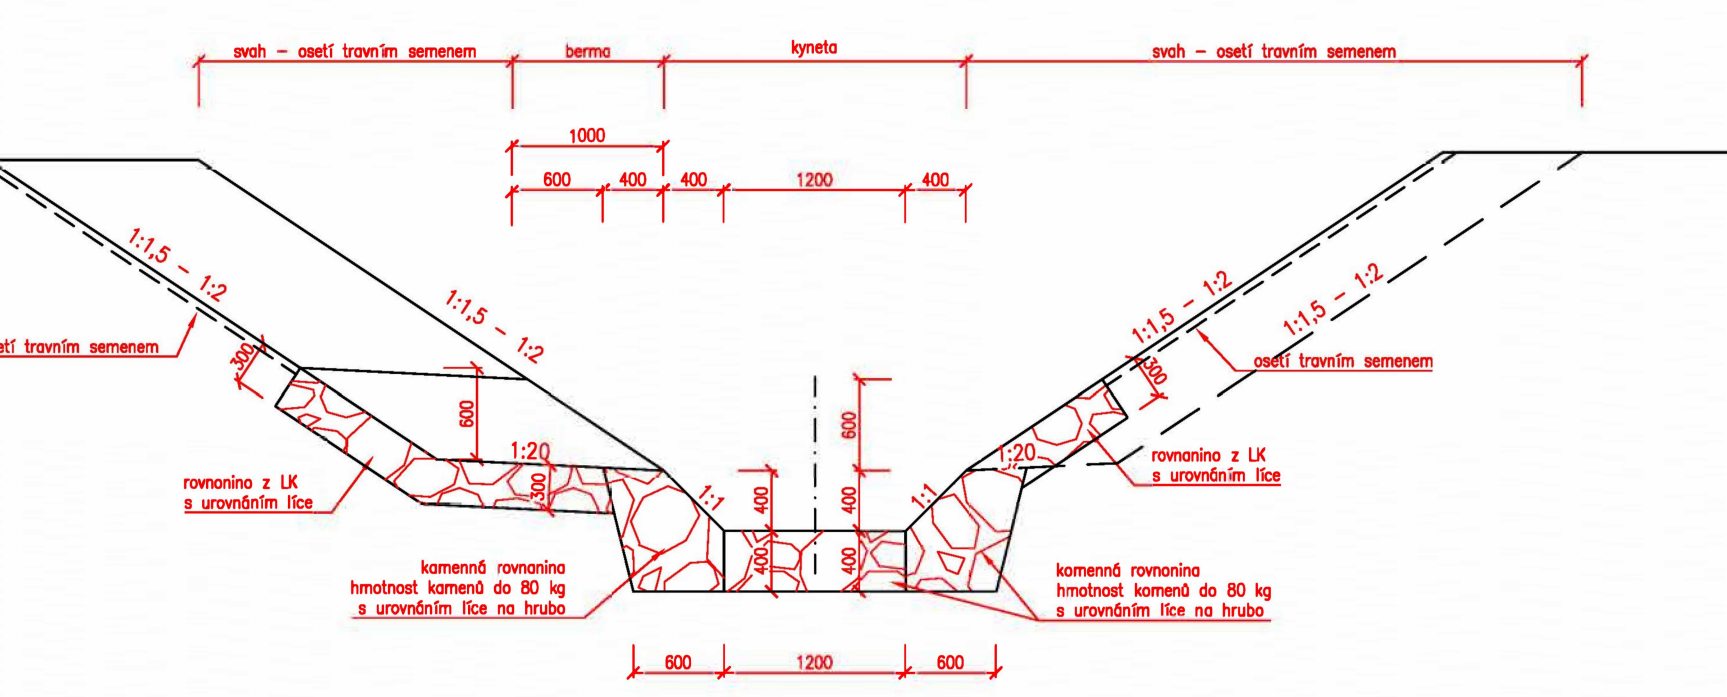 svah - osetí travním semenem
berma
kyneta
svah - osetí travním semenem
1000
600
400
400
1200
400
1:1,5 - 1:2
1:1,5 - 1:2
1:1,5 - 1:2
1:1,5 - 1:2
etí travním semenem
300
600
600
300
osetí travním semenem
1:20
1:20
300
rovnanino z LK
s urovnáním líce
rovnanino z LK
s urovnáním líce
1:1
400
1:1
400
400
kamenná rovnanina
hmotnost kamenů do 80 kg
s urovnáním líce na hrubo
kamenná rovnanina
hmotnost kamenů do 80 kg
s urovnáním líce na hrubo
600
1200
600